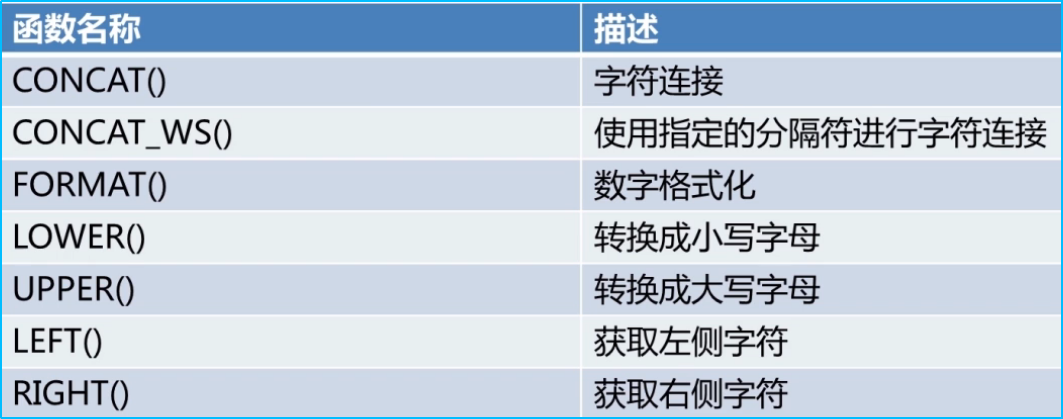 函数名称 描述
CONCAT() 字符连接
CONCAT_WS() 使用指定的分隔符进行字符连接
FORMAT() 数字格式化
LOWER() 转换成小写字母
UPPER() 转换成大写字母
LEFT() 获取左侧字符
RIGHT() 获取右侧字符